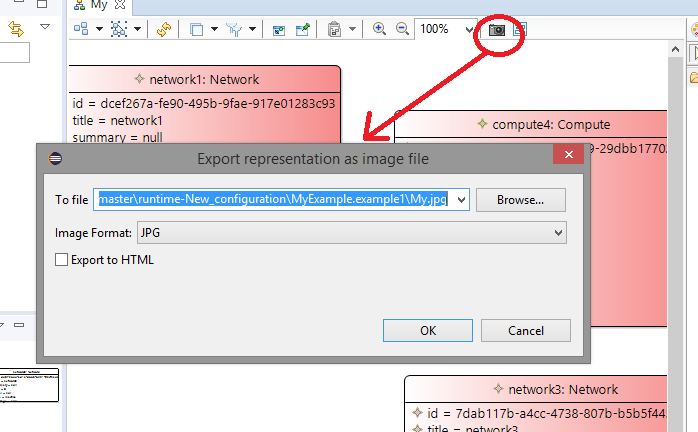 My
100%
network1: Network
id = dcef267a-fe90-495b-9fae-917e01283c93
title = network1
summary = null
compute4: Compute
9-29dbb1770
Export representation as image file
To file
master\runtime-New_configuration\MyExample.example1\My.jpg
Browse...
Image Format:
JPG
Export to HTML
OK
Cancel
network3: Network
id = 7dab117b-a4cc-4738-807b-b5b5f44
title = network3